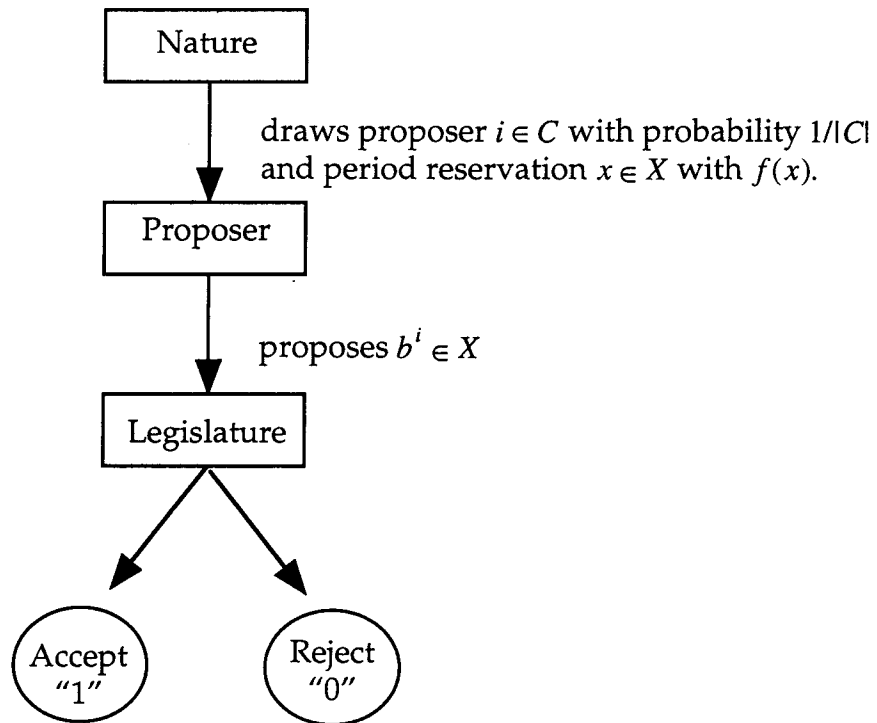 Nature
draws proposer i ∈ C with probability 1/|C|
and period reservation x ∈ X with f(x).
Proposer
proposes bⁱ ∈ X
Legislature
Accept
"1"
Reject
"0"